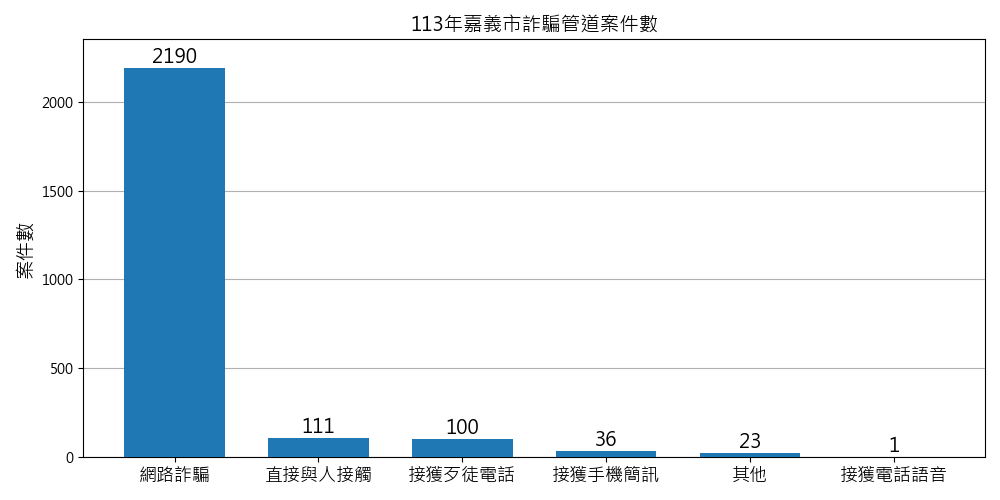 113年嘉義市詐騙管道案件數
案件數
2000
1500
1000
500
0
2190
111
100
36
23
1
網路詐騙
直接與人接觸
接獲歹徒電話
接獲手機簡訊
其他
接獲電話語音